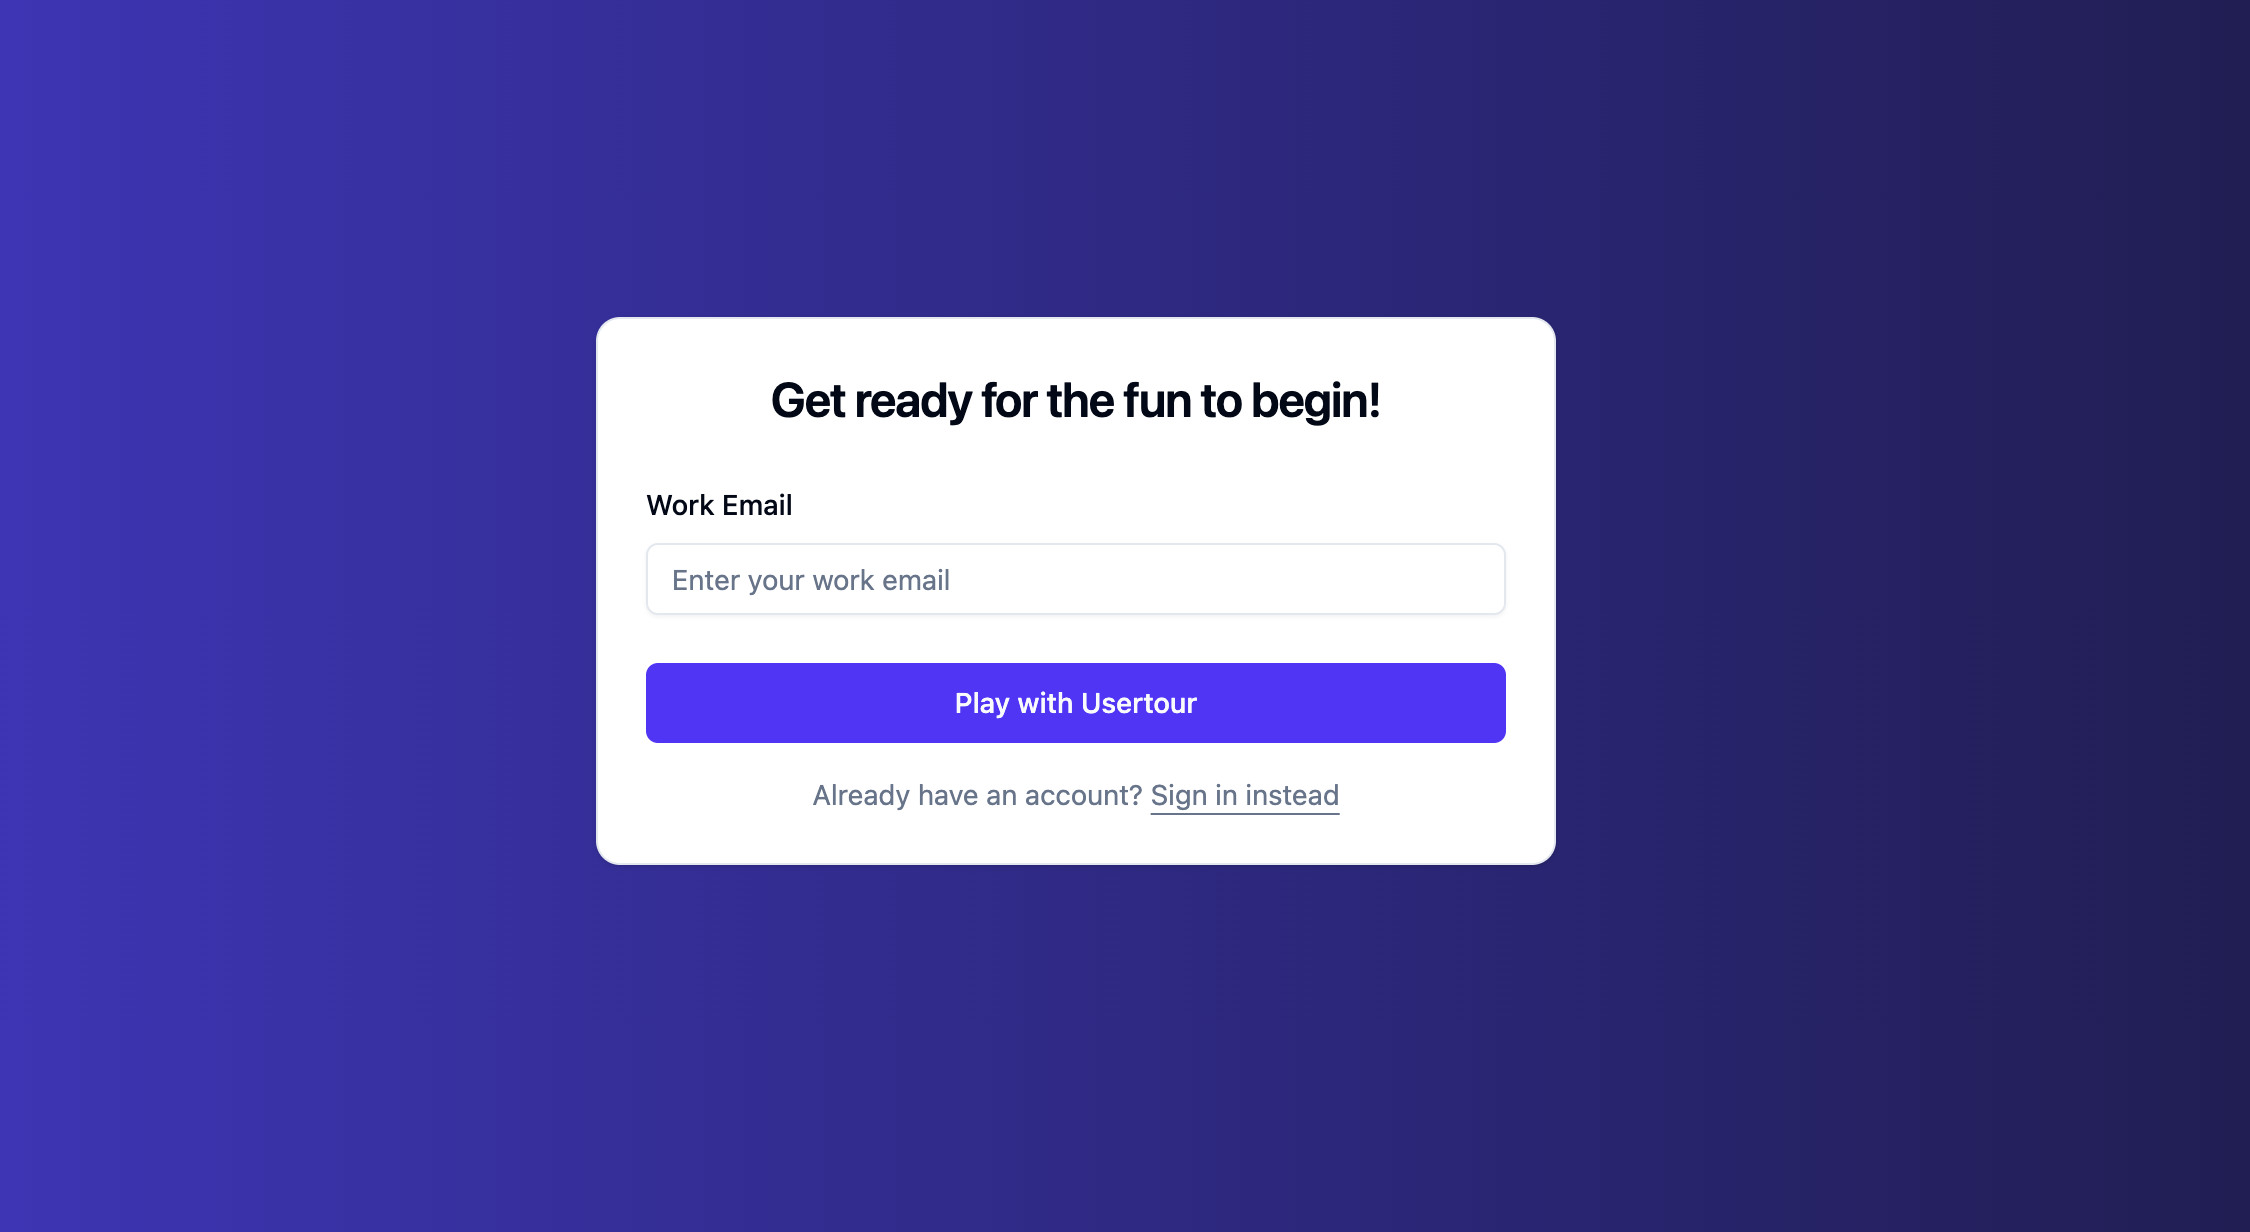 Get ready for the fun to begin!
Work Email
Enter your work email
Play with Usertour
Already have an account? Sign in instead